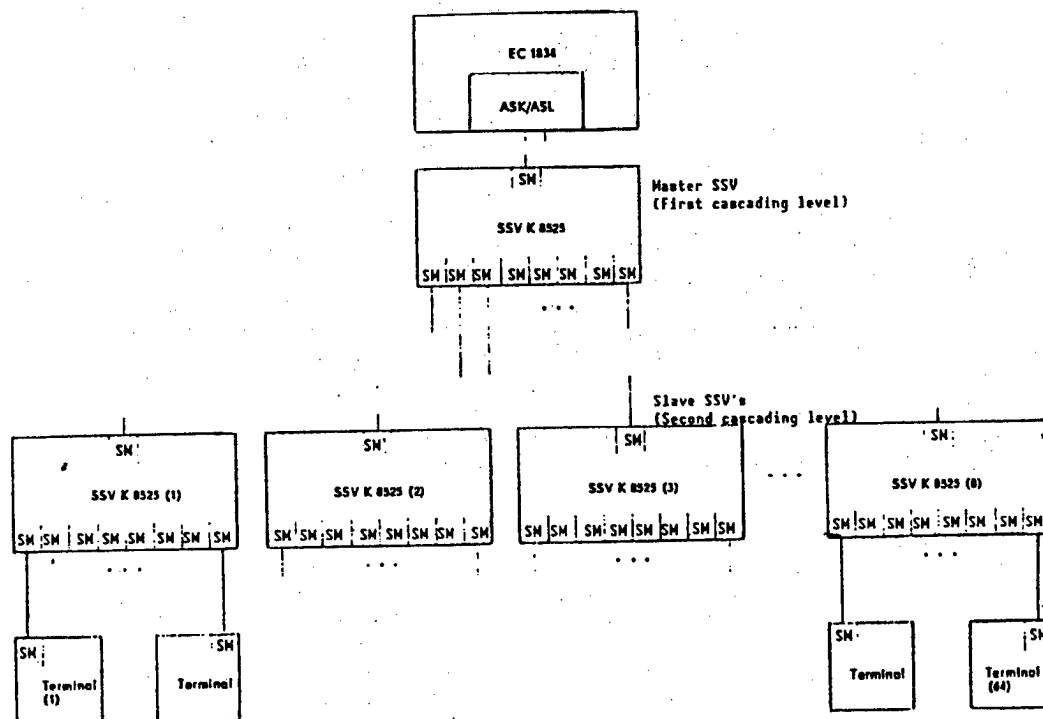 EC 1834
ASK/ASL
SM
Master SSV
(First cascading level)
SSV K 8525
SM SM SM SM SM SM SM SM
. . .
Slave SSV's
(Second cascading level)
SM
SSV K 8525 (1)
SM SM SM SM SM SM SM SM
. . .
SM
SSV K 8525 (2)
SM SM SM SM SM SM SM SM
. . .
SM
SSV K 8525 (3)
SM SM SM SM SM SM SM SM
. . .
. . .
SM
SSV K 8525 (8)
SM SM SM SM SM SM SM SM
. . .
SM
Terminal
(1)
SM
Terminal
SM
Terminal
SM
Terminal
(64)